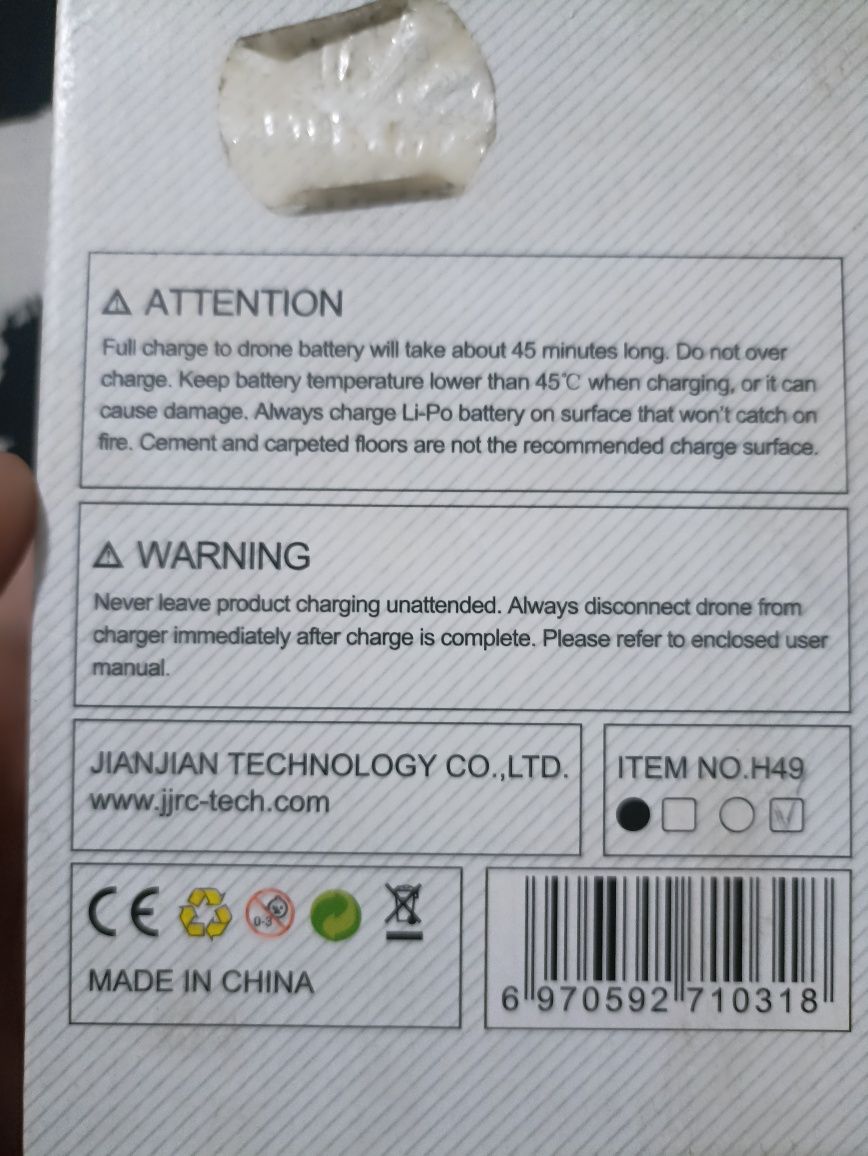 ⚠ ATTENTION
Full charge to drone battery will take about 45 minutes long. Do not over
charge. Keep battery temperature lower than 45℃ when charging, or it can
cause damage. Always charge Li-Po battery on surface that won't catch on
fire. Cement and carpeted floors are not the recommended charge surface.
⚠ WARNING
Never leave product charging unattended. Always disconnect drone from
charger immediately after charge is complete. Please refer to enclosed user
manual.
JIANJIAN TECHNOLOGY CO.,LTD.
www.jjrc-tech.com
ITEM NO.H49
CE
0-3
MADE IN CHINA
6 970592 710318